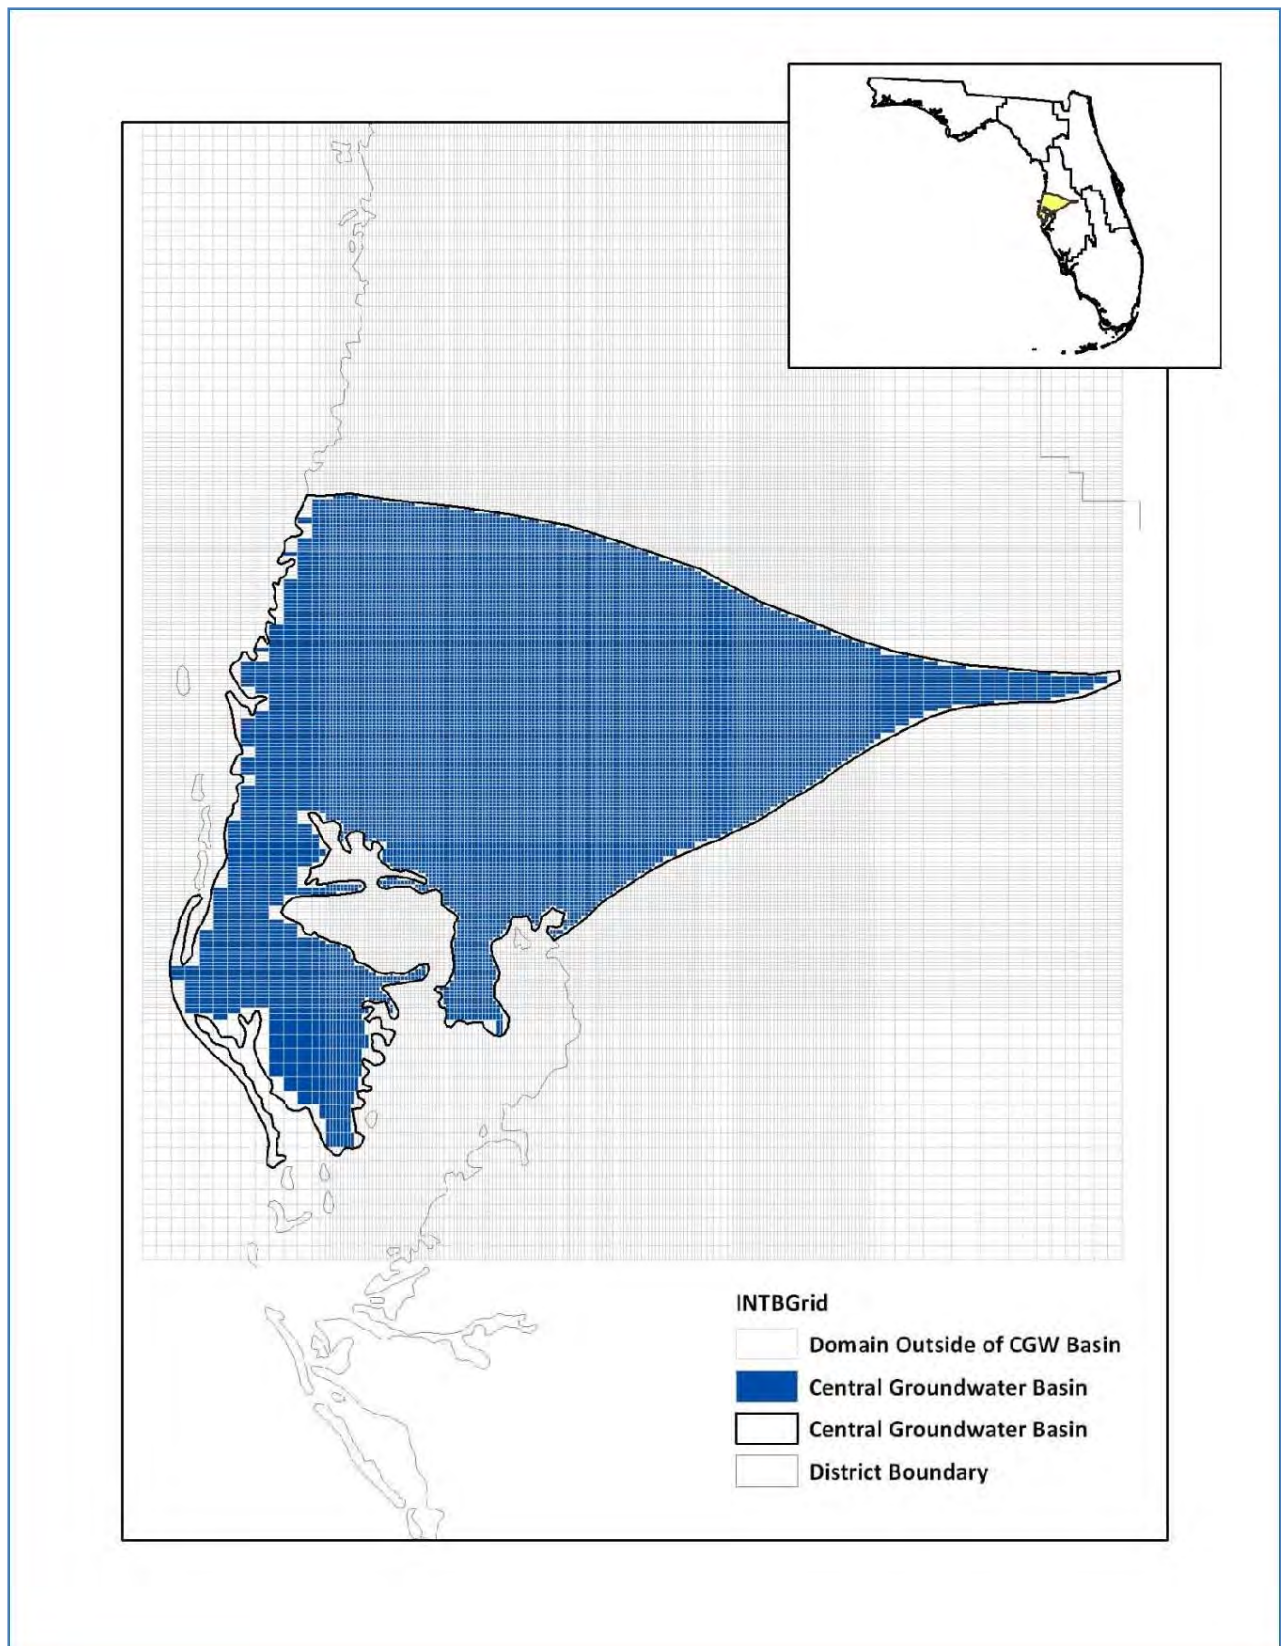 INTBGrid
Domain Outside of CGW Basin
Central Groundwater Basin
Central Groundwater Basin
District Boundary